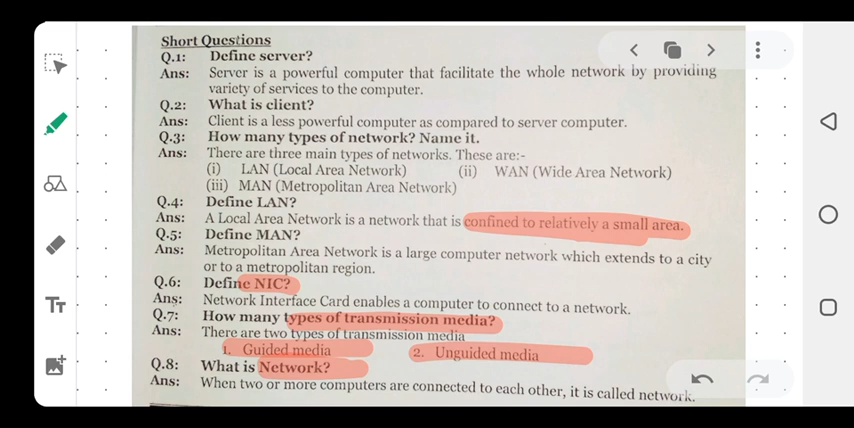 Short Questions
Q.1: Define server?
Ans: Server is a powerful computer that facilitate the whole network by providing
variety of services to the computer.
Q.2: What is client?
Ans: Client is a less powerful computer as compared to server computer.
Q.3: How many types of network? Name it.
Ans: There are three main types of networks. These are:-
(i) LAN (Local Area Network) (ii) WAN (Wide Area Network)
(iii) MAN (Metropolitan Area Network)
Q.4: Define LAN?
Ans: A Local Area Network is a network that is confined to relatively a small area.
Q.5: Define MAN?
Ans: Metropolitan Area Network is a large computer network which extends to a city
or to a metropolitan region.
Q.6: Define NIC?
Ans: Network Interface Card enables a computer to connect to a network.
Q.7: How many types of transmission media?
Ans: There are two types of transmission media
1. Guided media 2. Unguided media
Q.8: What is Network?
Ans: When two or more computers are connected to each other, it is called network.
TT